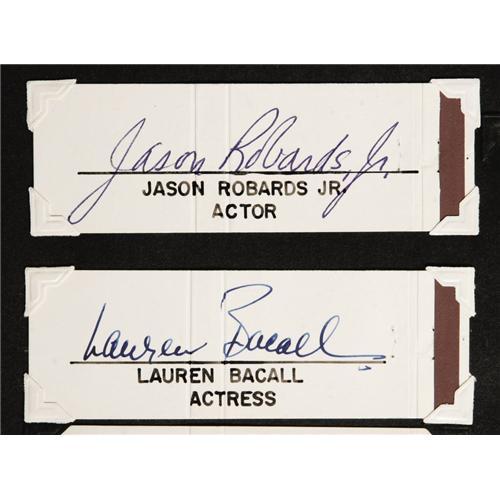 Jason Robards, Jr.
JASON ROBARDS JR.
ACTOR
Lauren Bacall
LAUREN BACALL
ACTRESS